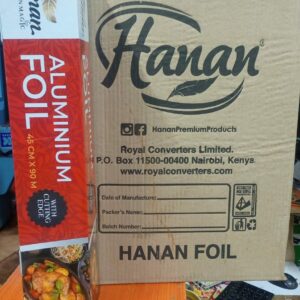 Hanan
HananPremiumProducts
Royal Converters Limited.
P.O. Box 11500-00400 Nairobi, Kenya.
www.royalconverters.com
Date of Manufacture:
Packer's Name:
Batch Number:
HANAN FOIL
nan
ALUMINIUM
FOIL
45 CM X 90 M
WITH
CUTTING
EDGE